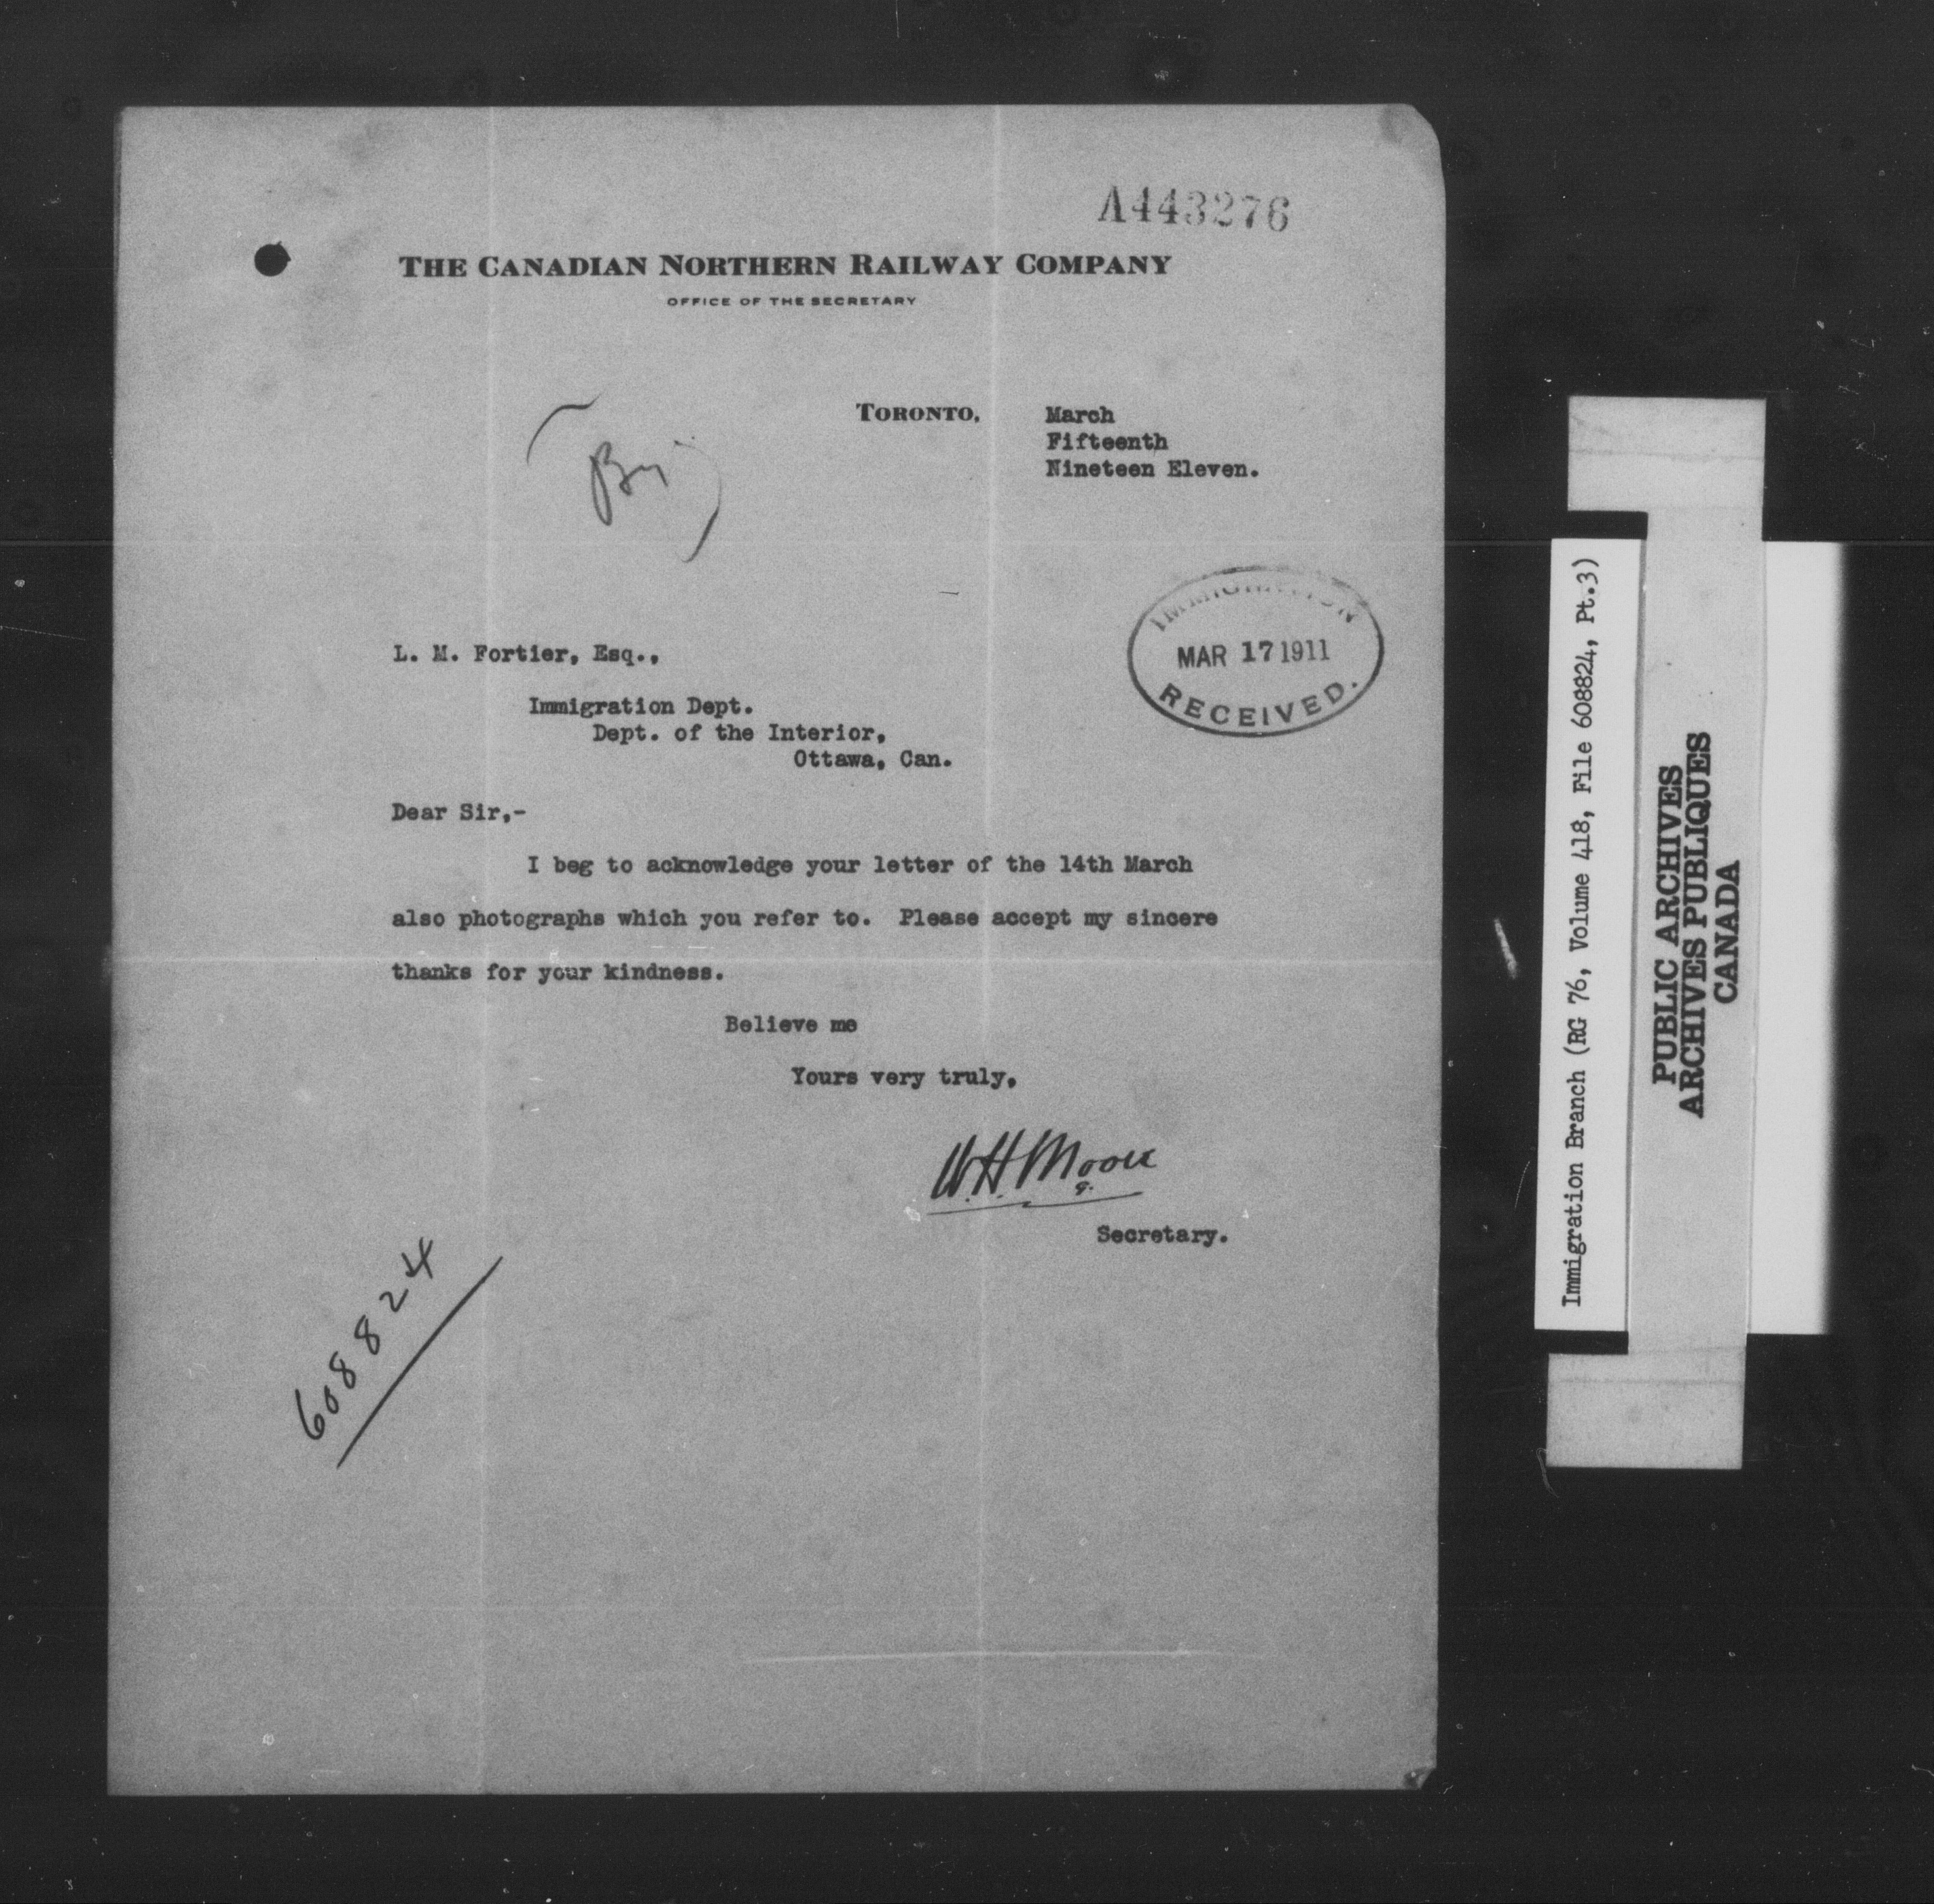 A443276
THE CANADIAN NORTHERN RAILWAY COMPANY
OFFICE OF THE SECRETARY
TORONTO,
March
Fifteenth
Nineteen Eleven.
IMMIGRATION
MAR 17 1911
RECEIVED.
L. M. Fortier, Esq.,
Immigration Dept.
Dept. of the Interior,
Ottawa, Can.
Dear Sir,-
I beg to acknowledge your letter of the 14th March
also photographs which you refer to. Please accept my sincere
thanks for your kindness.
Believe me
Yours very truly,
W.H. Moore
Secretary.
608824
Immigration Branch (RG 76, Volume 418, File 608824, Pt.3)
PUBLIC ARCHIVES
ARCHIVES PUBLIQUES
CANADA